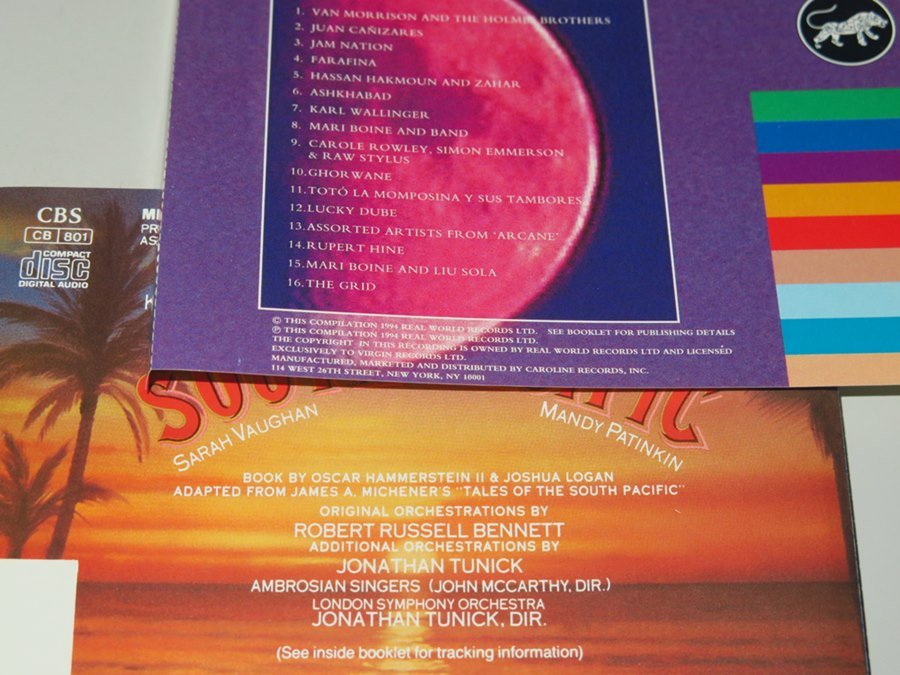 1. VAN MORRISON AND THE HOLMES BROTHERS
2. JUAN CAÑIZARES
3. JAM NATION
4. FARAFINA
5. HASSAN HAKMOUN AND ZAHAR
6. ASHKHABAD
7. KARL WALLINGER
8. MARI BOINE AND BAND
9. CAROLE ROWLEY, SIMON EMMERSON
& RAW STYLUS
10. GHORWANE
11. TOTÓ LA MOMPOSINA Y SUS TAMBORES
12. LUCKY DUBE
13. ASSORTED ARTISTS FROM 'ARCANE'
14. RUPERT HINE
15. MARI BOINE AND LIU SOLA
16. THE GRID
© THIS COMPILATION 1994 REAL WORLD RECORDS LTD. SEE BOOKLET FOR PUBLISHING DETAILS
℗ THIS COMPILATION 1994 REAL WORLD RECORDS LTD.
THE COPYRIGHT IN THIS RECORDING IS OWNED BY REAL WORLD RECORDS LTD AND LICENSED
EXCLUSIVELY TO VIRGIN RECORDS LTD.
MANUFACTURED, MARKETED AND DISTRIBUTED BY CAROLINE RECORDS, INC.
114 WEST 26TH STREET, NEW YORK, NY 10001
CBS
CB 801
COMPACT
disc
DIGITAL AUDIO
SARAH VAUGHAN
MANDY PATINKIN
BOOK BY OSCAR HAMMERSTEIN II & JOSHUA LOGAN
ADAPTED FROM JAMES A. MICHENER'S "TALES OF THE SOUTH PACIFIC"
ORIGINAL ORCHESTRATIONS BY
ROBERT RUSSELL BENNETT
ADDITIONAL ORCHESTRATIONS BY
JONATHAN TUNICK
AMBROSIAN SINGERS (JOHN MCCARTHY, DIR.)
LONDON SYMPHONY ORCHESTRA
JONATHAN TUNICK, DIR.
(See inside booklet for tracking information)